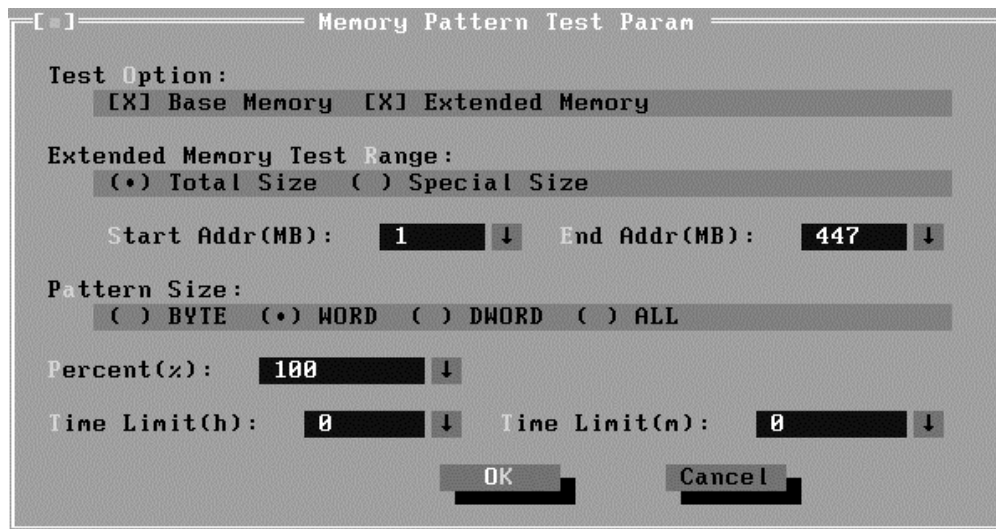 [■] Memory Pattern Test Param
Test Option:
[X] Base Memory [X] Extended Memory
Extended Memory Test Range:
(•) Total Size ( ) Special Size
Start Addr(MB): 1 ↓ End Addr(MB): 447 ↓
Pattern Size:
( ) BYTE (•) WORD ( ) DWORD ( ) ALL
Percent(%): 100 ↓
Time Limit(h): 0 ↓ Time Limit(m): 0 ↓
OK Cancel